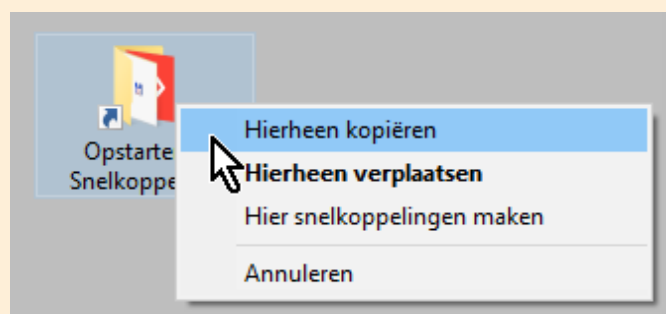 Opstarte
Snelkoppe
Hierheen kopiëren
Hierheen verplaatsen
Hier snelkoppelingen maken
Annuleren